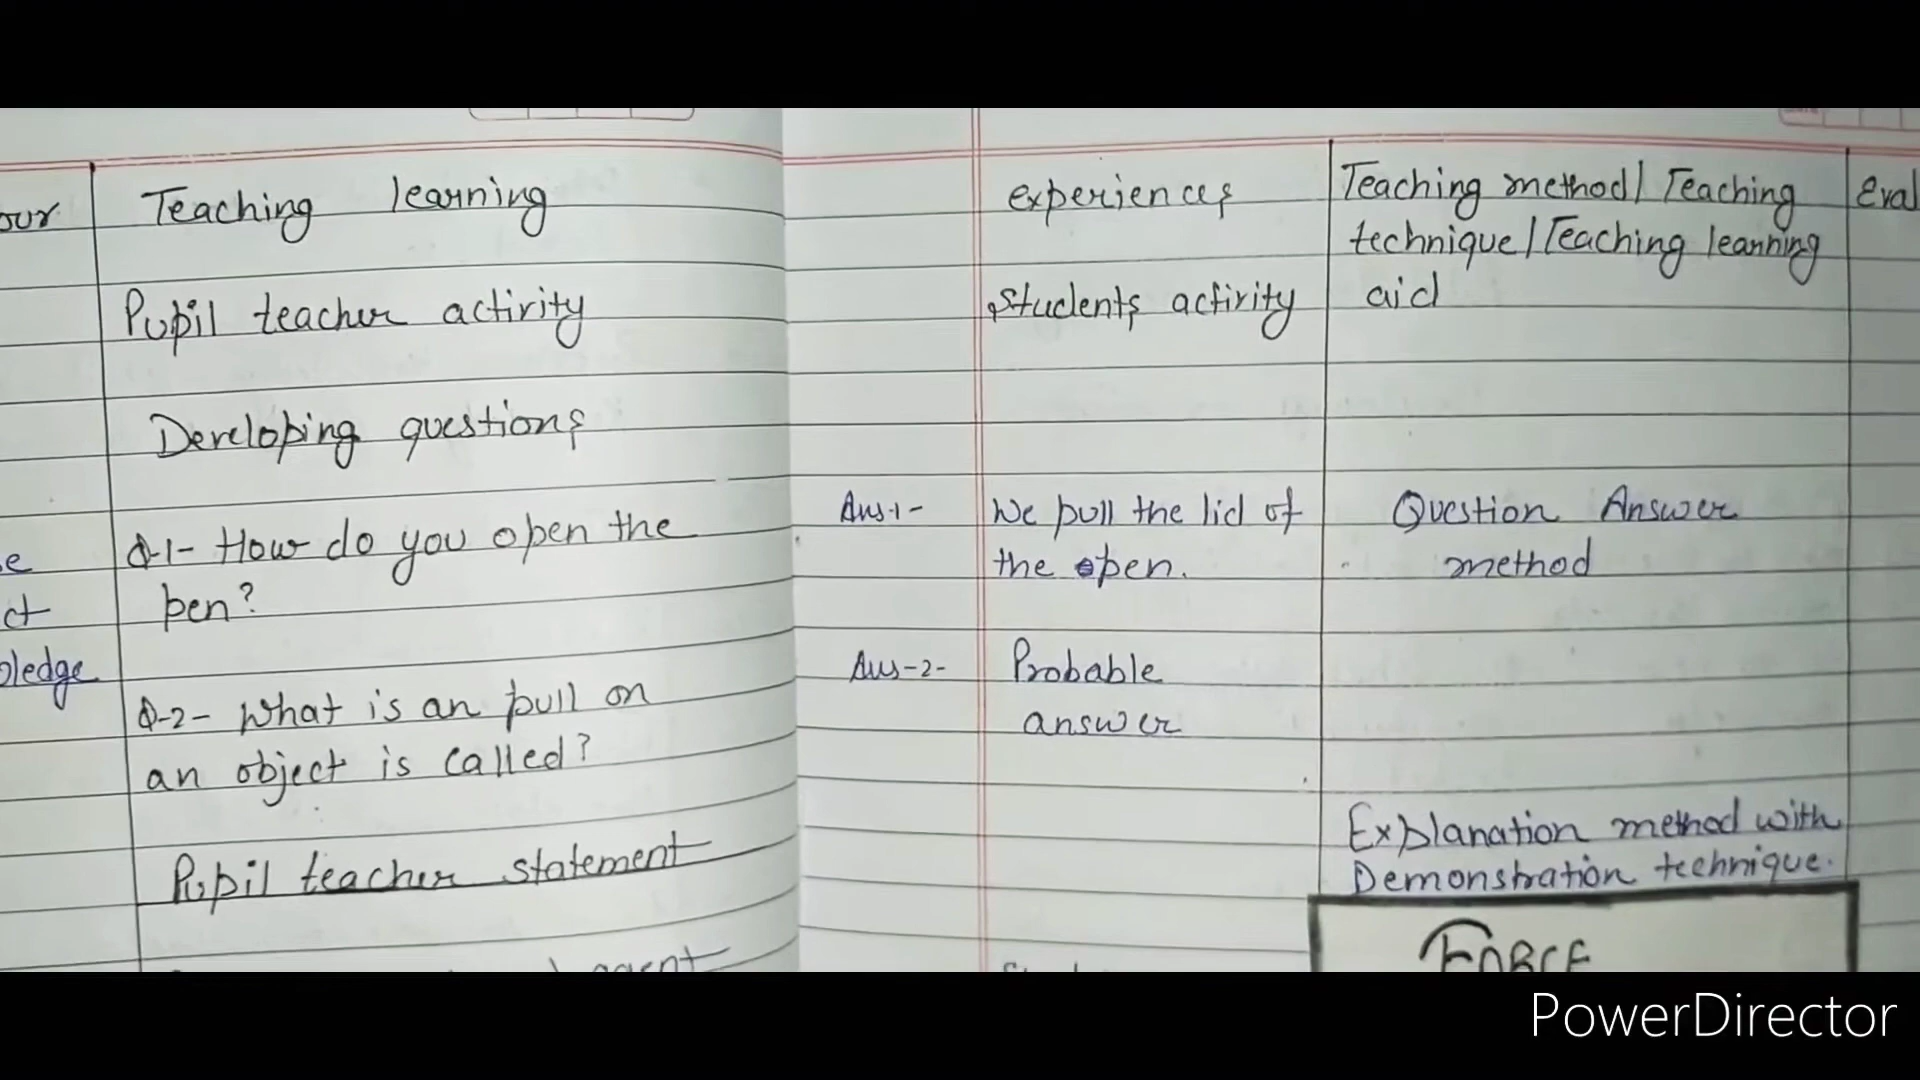 our
Teaching learning
experiences
Teaching method/Teaching
technique/Teaching learning
aid
Eval
Pupil teacher activity
Students activity
Developing questions
Q-1- How do you open the
pen?
Ans-1- We pull the lid of
the open.
Question Answer
method
e
ct
ledge
Q-2- What is an pull on
an object is called?
Ans-2- Probable
answer
Pupil teacher statement
Explanation method with
Demonstration technique.
FORCE
PowerDirector